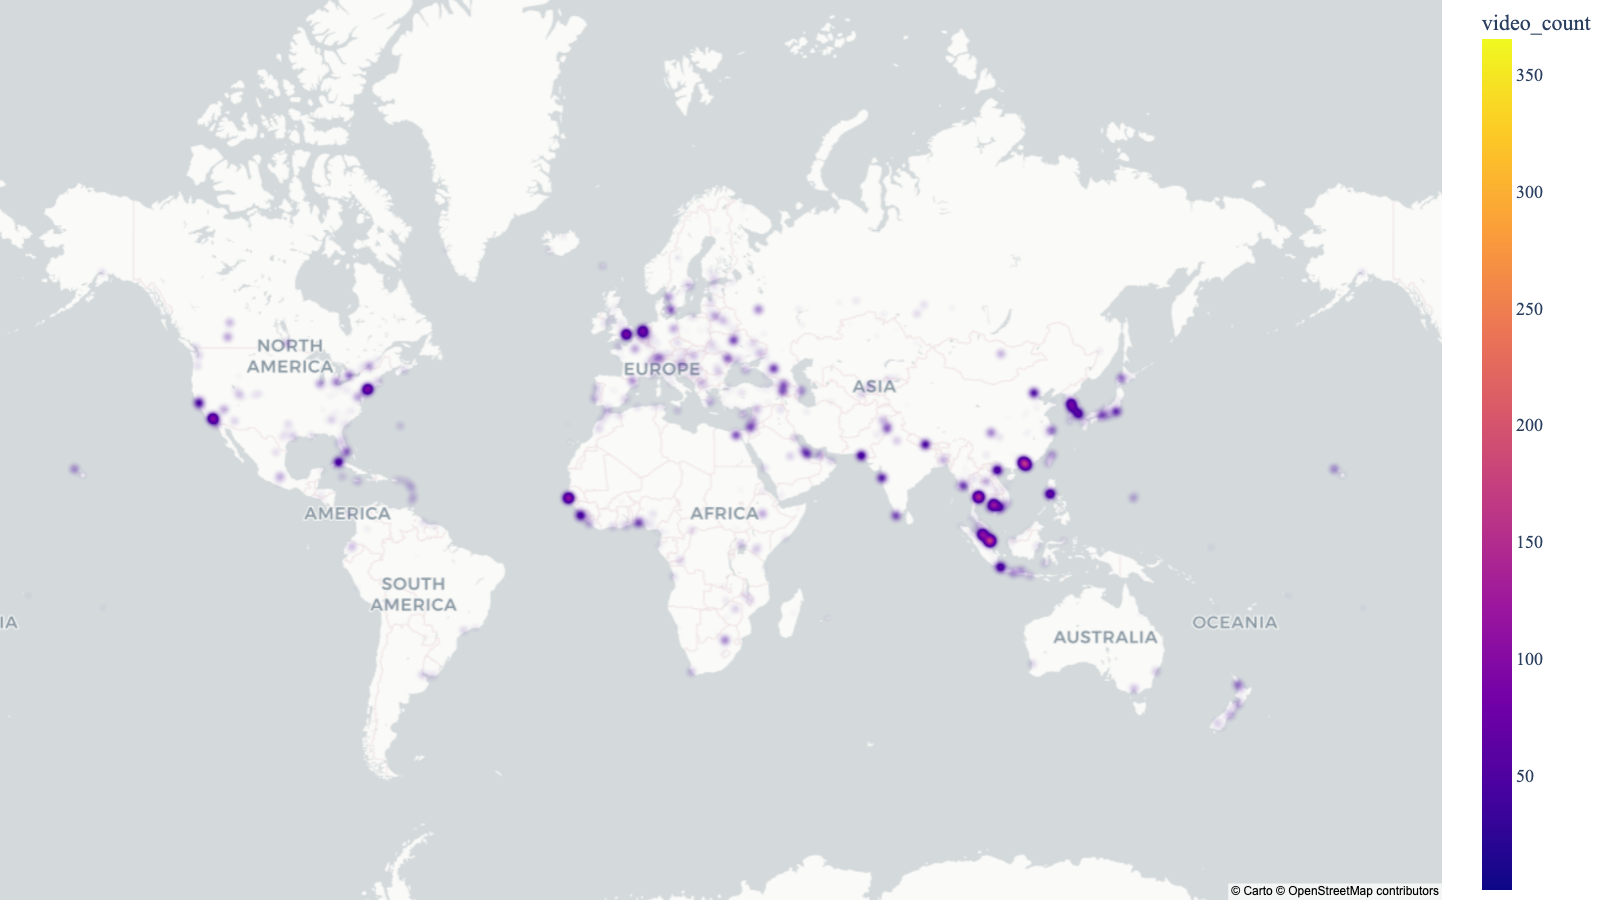 video_count
350
300
250
200
150
100
50
NORTH
AMERICA
EUROPE
ASIA
AMERICA
AFRICA
SOUTH
AMERICA
IA
AUSTRALIA
OCEANIA
© Carto © OpenStreetMap contributors